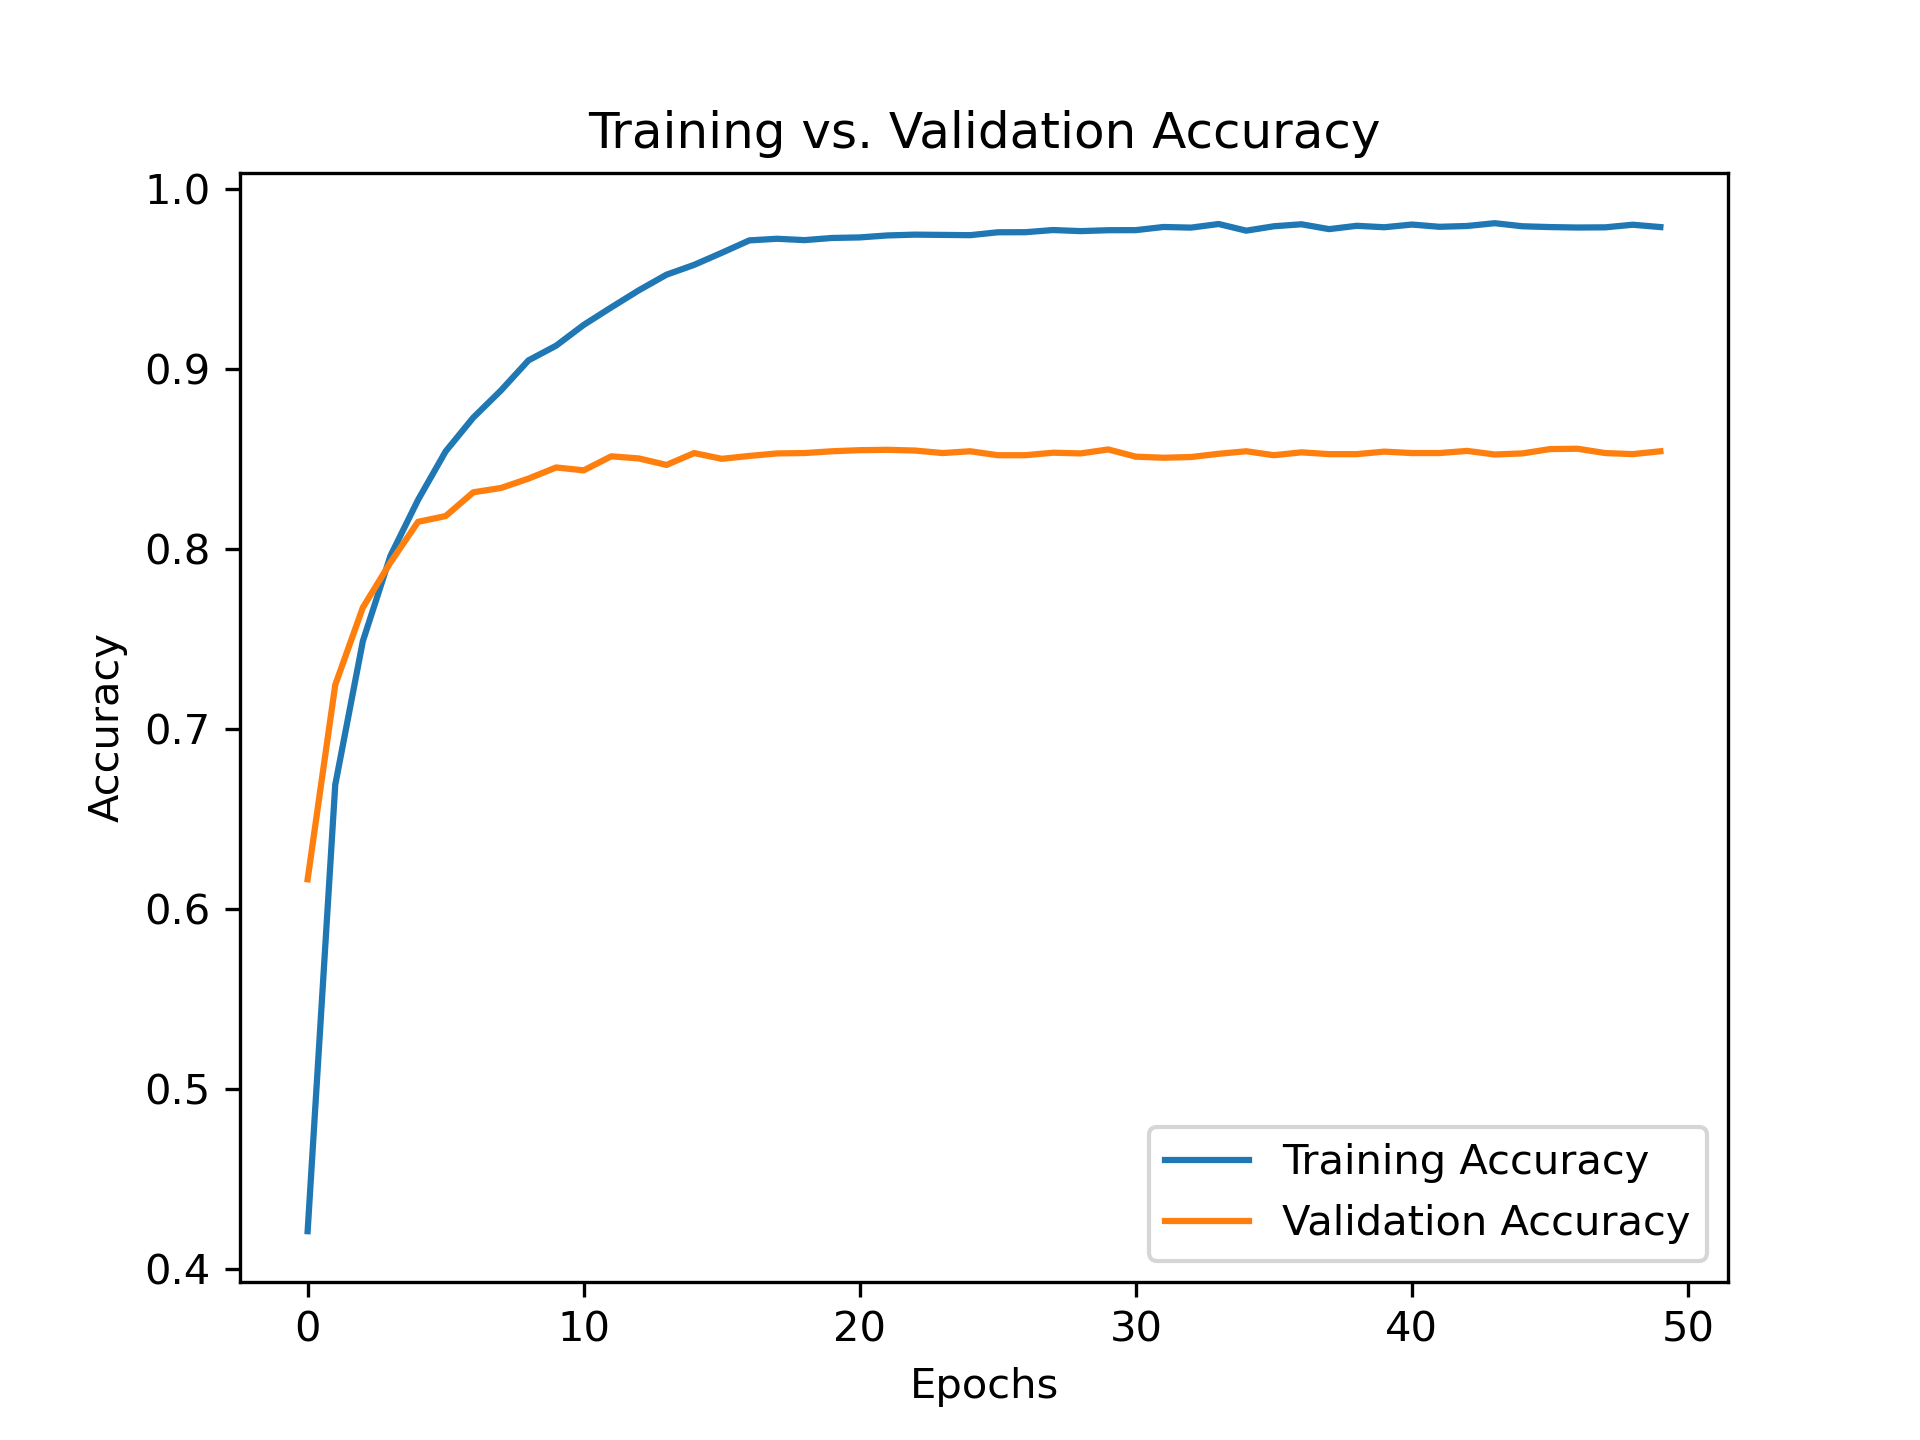 Training vs. Validation Accuracy
1.0
0.9
0.8
0.7
0.6
0.5
0.4
Accuracy
0 10 20 30 40 50
Epochs
Training Accuracy
Validation Accuracy